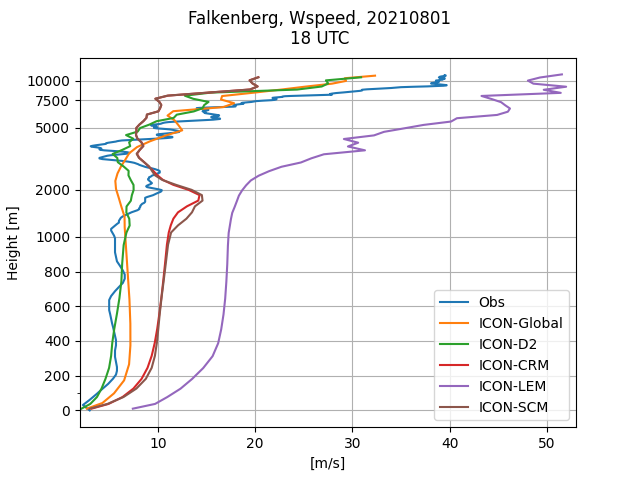 Falkenberg, Wspeed, 20210801
18 UTC
Height [m]
10000
7500
5000
2000
1000
800
600
400
200
0
10
20
30
40
50
[m/s]
Obs
ICON-Global
ICON-D2
ICON-CRM
ICON-LEM
ICON-SCM